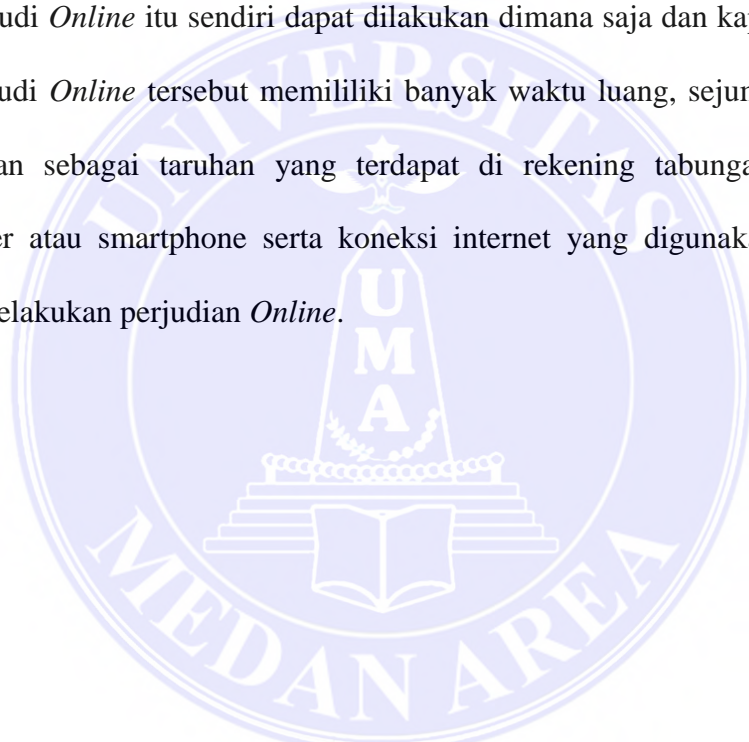 udi Online itu sendiri dapat dilakukan dimana saja dan kap
udi Online tersebut memililiki banyak waktu luang, sejum
an sebagai taruhan yang terdapat di rekening tabunga
er atau smartphone serta koneksi internet yang digunaka
elakukan perjudian Online.
UNIVERSITAS
U
M
A
MEDAN AREA